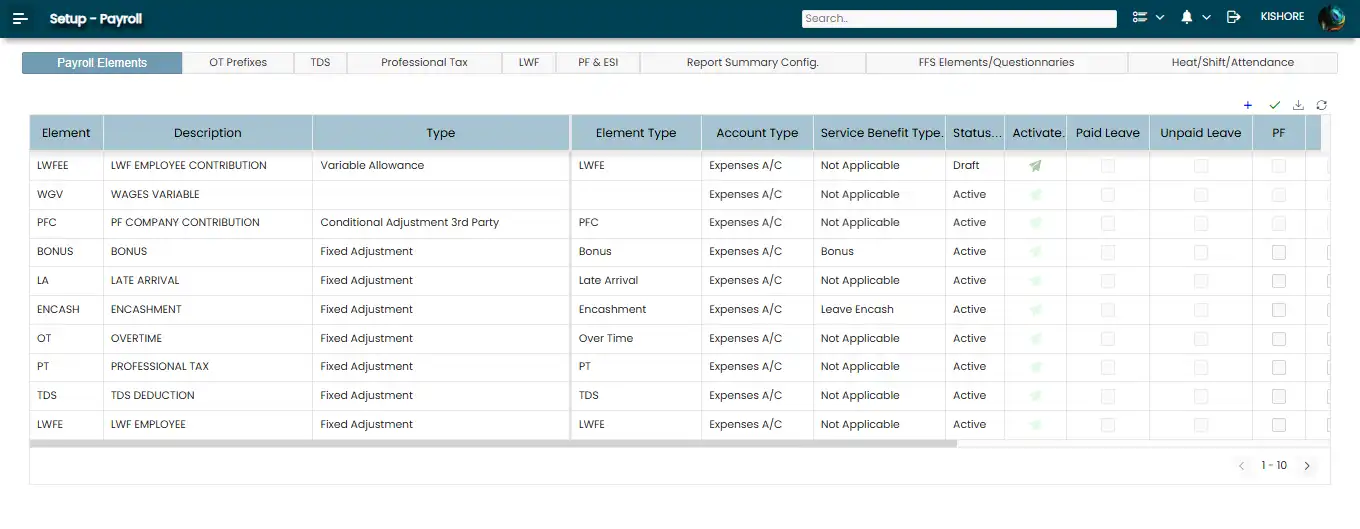 Setup - Payroll Search.. KISHORE
Payroll Elements OT Prefixes TDS Professional Tax LWF PF & ESI Report Summary Config. FFS Elements/Questionnaries Heat/Shift/Attendance
Element Description Type Element Type Account Type Service Benefit Type. Status... Activate. Paid Leave Unpaid Leave PF
LWFEE LWF EMPLOYEE CONTRIBUTION Variable Allowance LWFE Expenses A/C Not Applicable Draft
WGV WAGES VARIABLE Expenses A/C Not Applicable Active
PFC PF COMPANY CONTRIBUTION Conditional Adjustment 3rd Party PFC Expenses A/C Not Applicable Active
BONUS BONUS Fixed Adjustment Bonus Expenses A/C Bonus Active
LA LATE ARRIVAL Fixed Adjustment Late Arrival Expenses A/C Not Applicable Active
ENCASH ENCASHMENT Fixed Adjustment Encashment Expenses A/C Leave Encash Active
OT OVERTIME Fixed Adjustment Over Time Expenses A/C Not Applicable Active
PT PROFESSIONAL TAX Fixed Adjustment PT Expenses A/C Not Applicable Active
TDS TDS DEDUCTION Fixed Adjustment TDS Expenses A/C Not Applicable Active
LWFE LWF EMPLOYEE Fixed Adjustment LWFE Expenses A/C Not Applicable Active
1 - 10